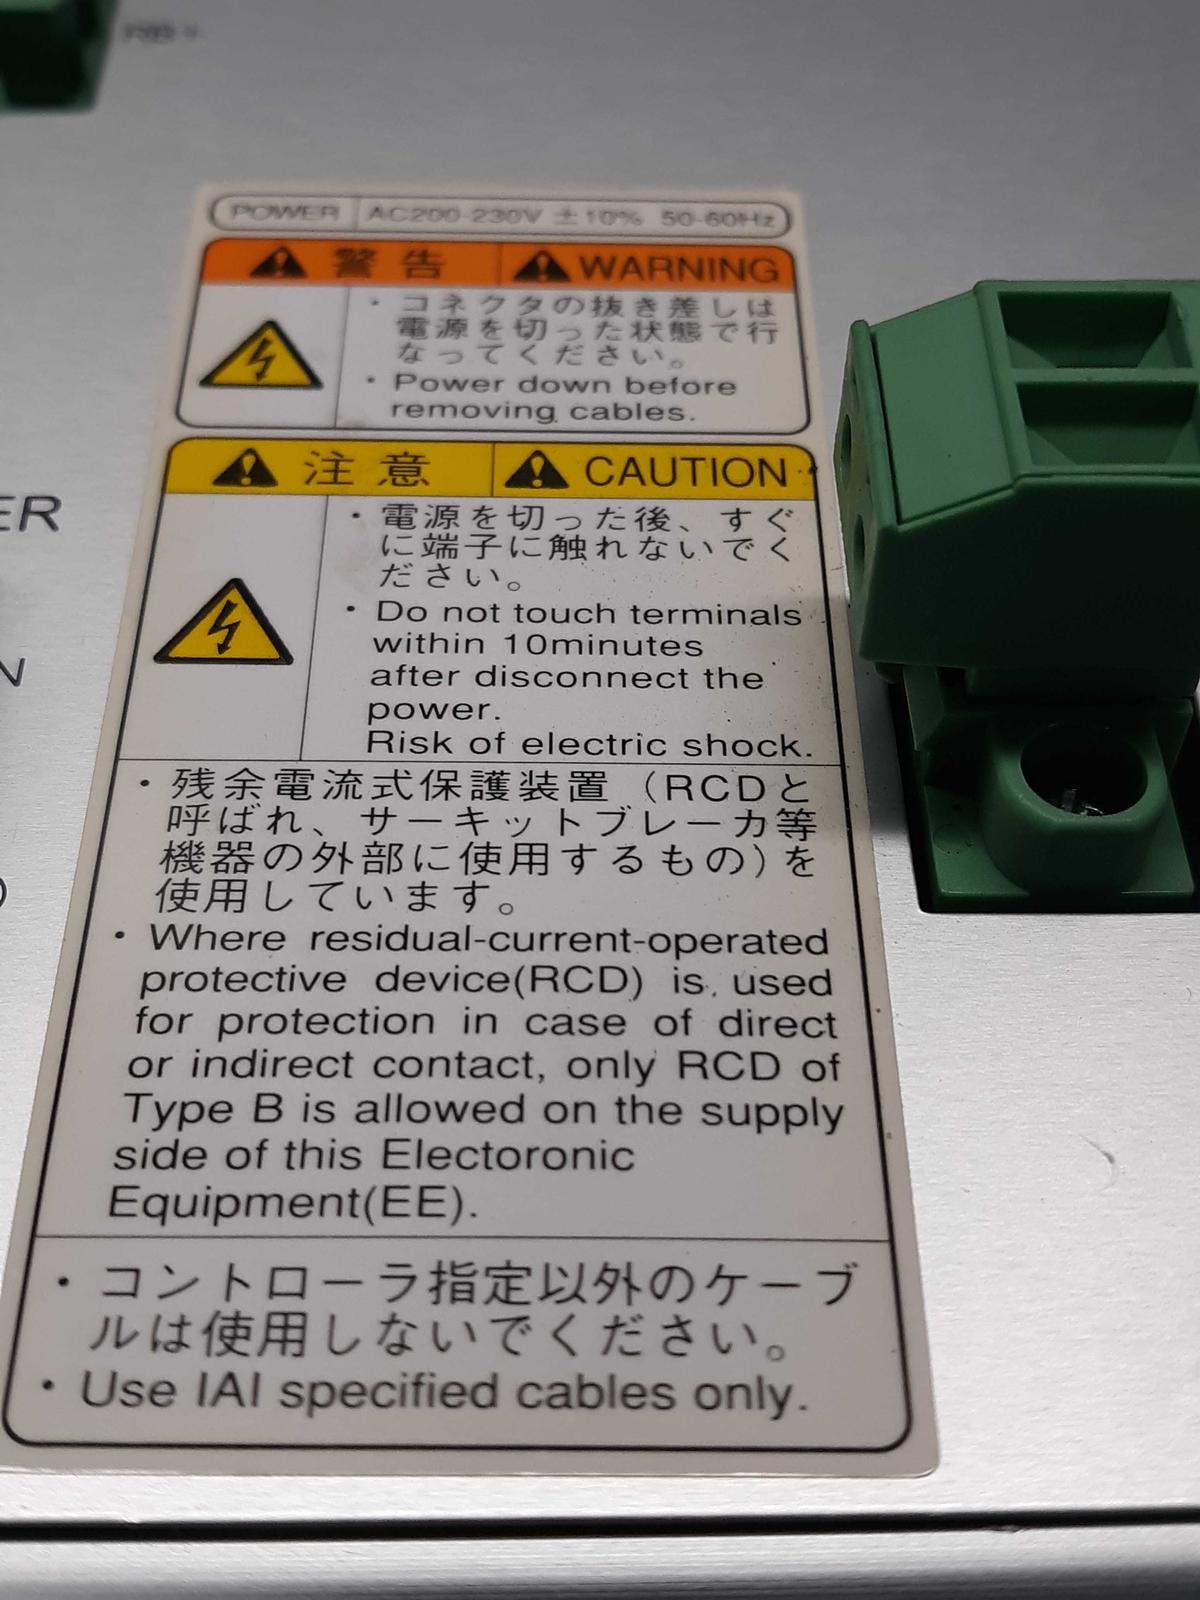 POWER AC200-230V ±10% 50-60Hz
警告 WARNING
・コネクタの抜き差しは
電源を切った状態で行
なってください。
・Power down before
removing cables.
注意 CAUTION
・電源を切った後、すぐ
に端子に触れないでく
ださい。
・Do not touch terminals
within 10minutes
after disconnect the
power.
Risk of electric shock.
・残余電流式保護装置（RCDと
呼ばれ、サーキットブレーカ等
機器の外部に使用するもの）を
使用しています。
・Where residual-current-operated
protective device(RCD) is used
for protection in case of direct
or indirect contact, only RCD of
Type B is allowed on the supply
side of this Electoronic
Equipment(EE).
・コントローラ指定以外のケーブ
ルは使用しないでください。
・Use IAI specified cables only.
ER
N